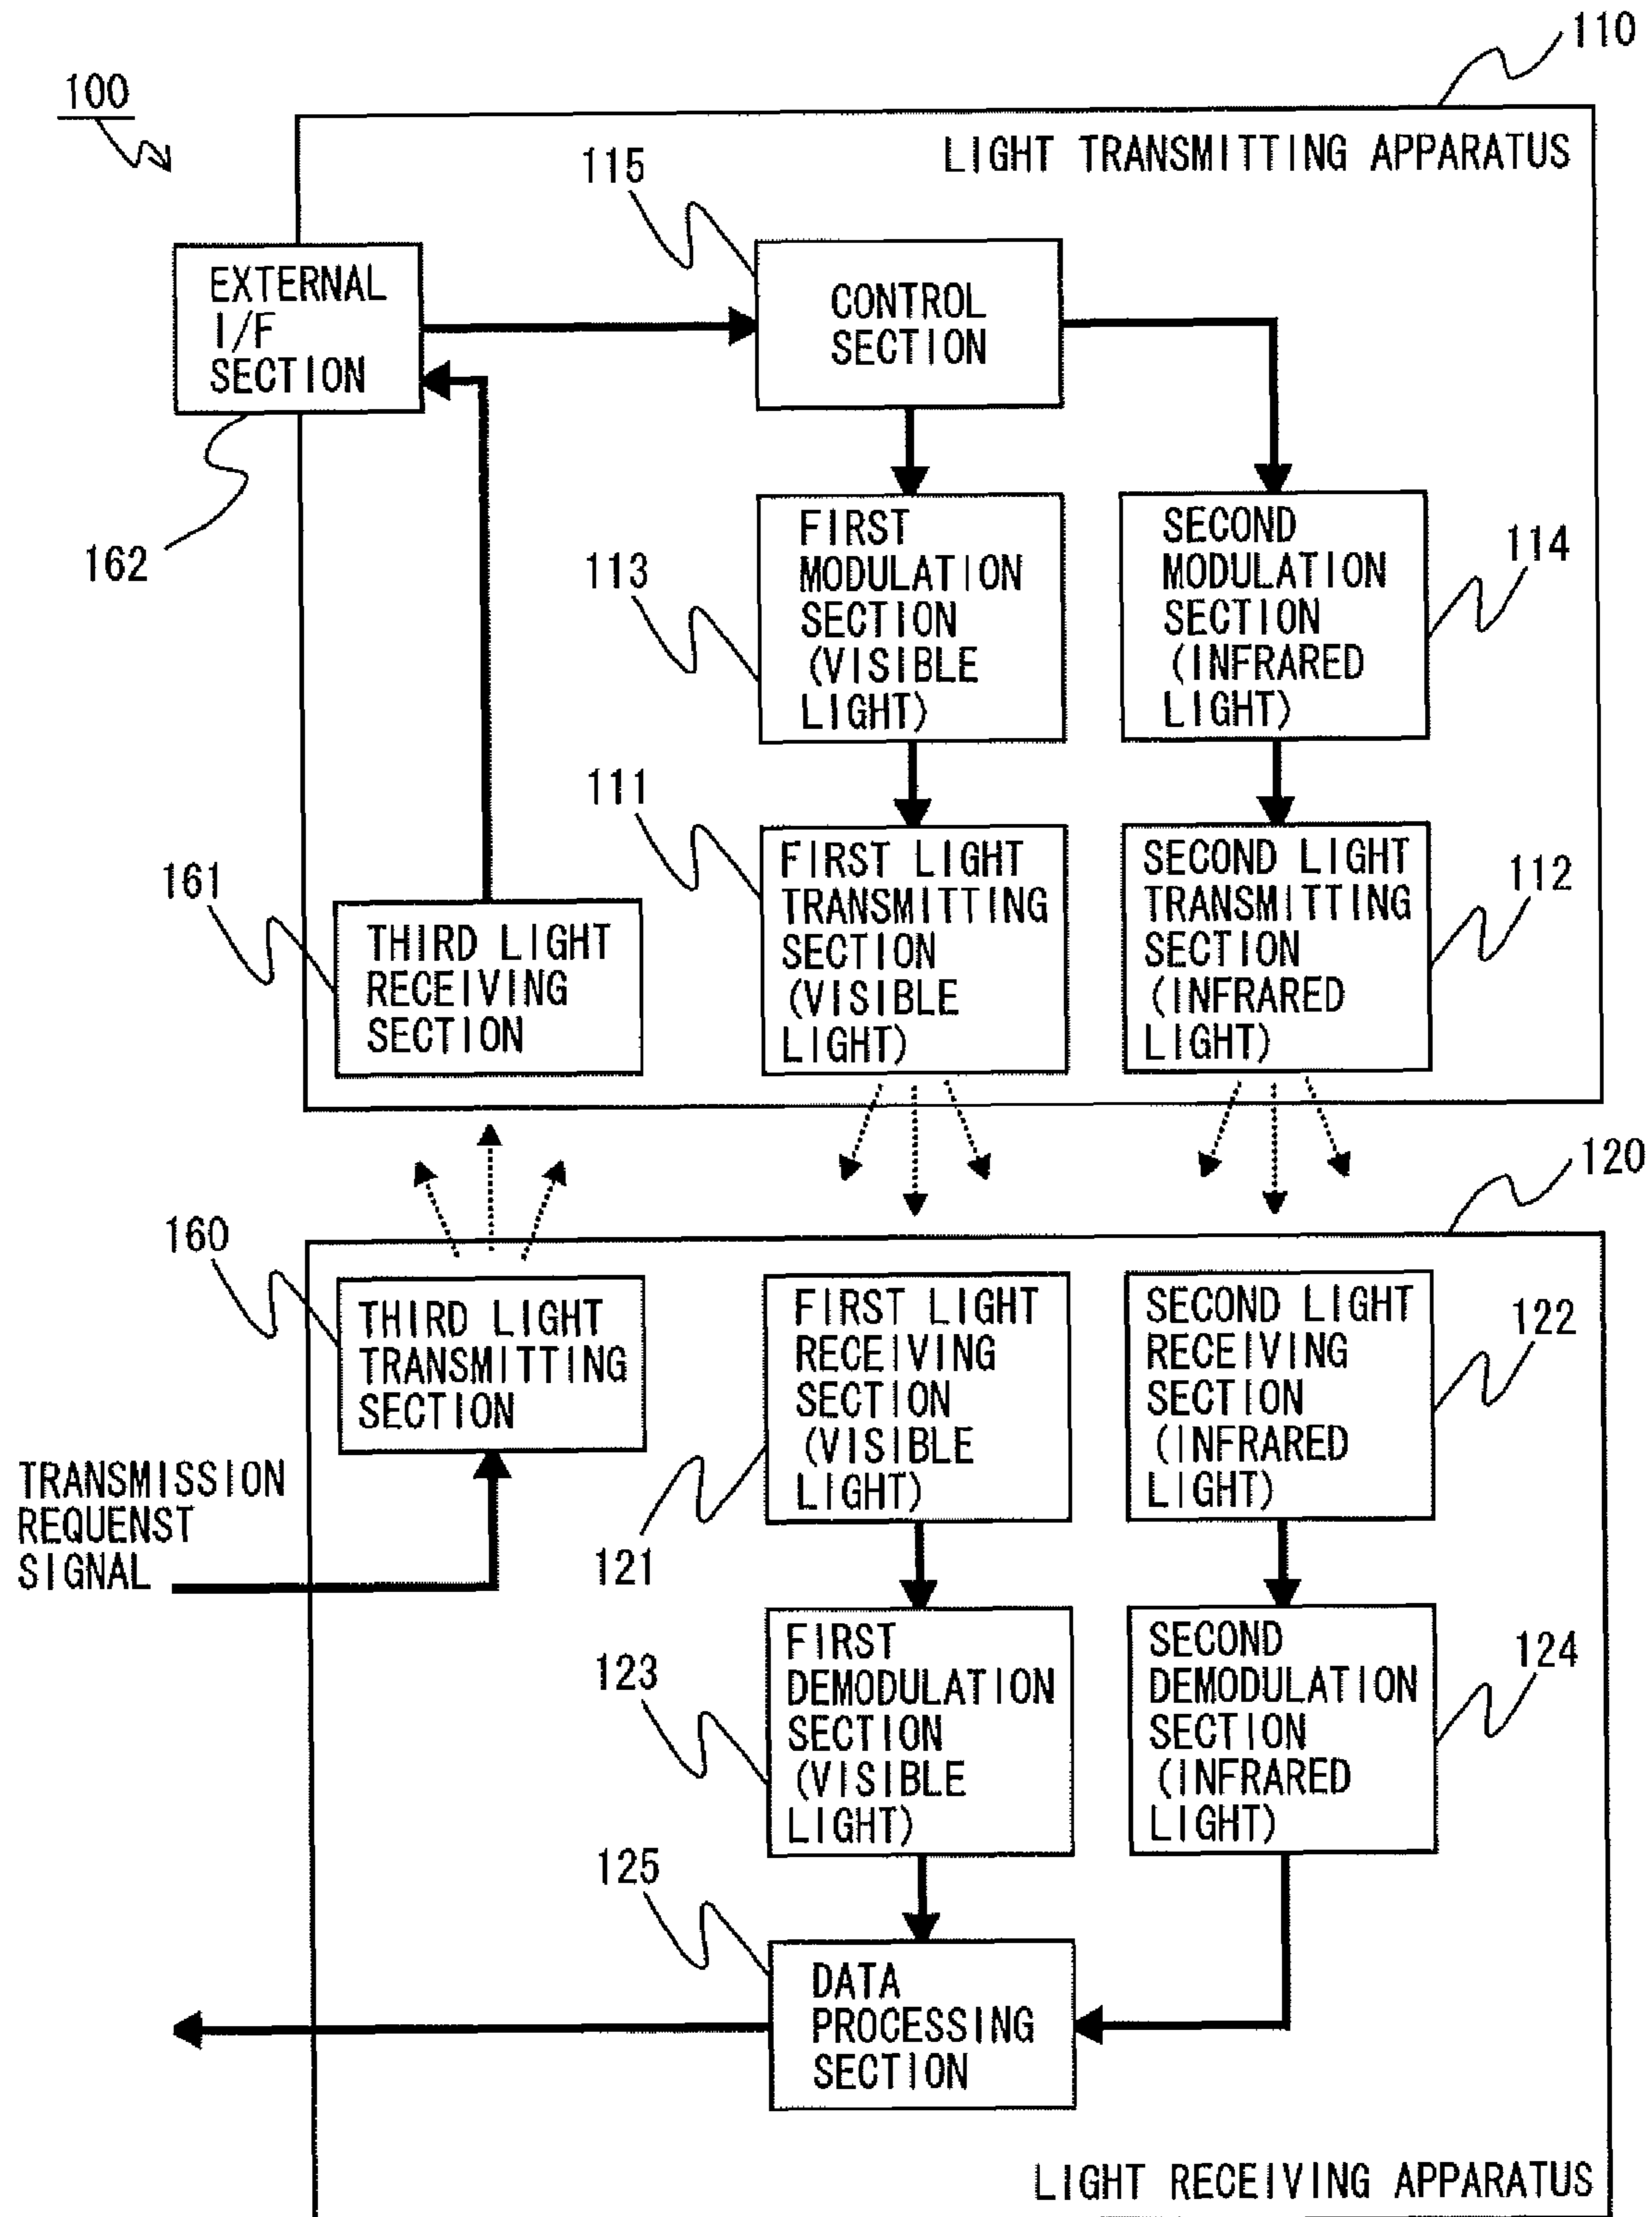 100
110
LIGHT TRANSMITTING APPARATUS
115
EXTERNAL
I/F
SECTION
CONTROL
SECTION
162
FIRST
MODULATION
SECTION
(VISIBLE
LIGHT)
113
SECOND
MODULATION
SECTION
(INFRARED
LIGHT)
114
111
FIRST LIGHT
TRANSMITTING
SECTION
(VISIBLE
LIGHT)
SECOND LIGHT
TRANSMITTING
SECTION
(INFRARED
LIGHT)
112
161
THIRD LIGHT
RECEIVING
SECTION
120
160
THIRD LIGHT
TRANSMITTING
SECTION
FIRST LIGHT
RECEIVING
SECTION
(VISIBLE
LIGHT)
121
SECOND LIGHT
RECEIVING
SECTION
(INFRARED
LIGHT)
122
TRANSMISSION
REQUENST
SIGNAL
FIRST
DEMODULATION
SECTION
(VISIBLE
LIGHT)
123
SECOND
DEMODULATION
SECTION
(INFRARED
LIGHT)
124
125
DATA
PROCESSING
SECTION
LIGHT RECEIVING APPARATUS